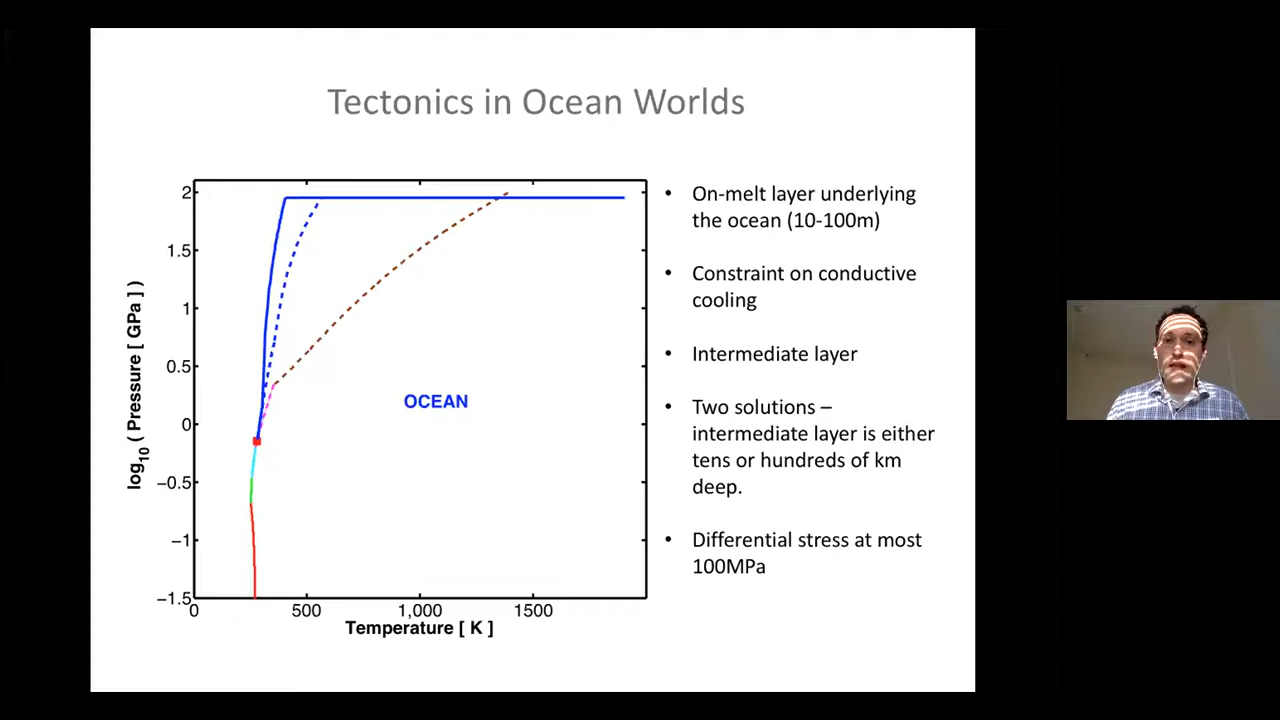 Tectonics in Ocean Worlds
2
1.5
1
0.5
0
−0.5
−1
−1.5
log10 ( Pressure [ GPa ] )
OCEAN
0
500
1,000
1500
Temperature [ K ]
• On-melt layer underlying
the ocean (10-100m)
• Constraint on conductive
cooling
• Intermediate layer
• Two solutions –
intermediate layer is either
tens or hundreds of km
deep.
• Differential stress at most
100MPa